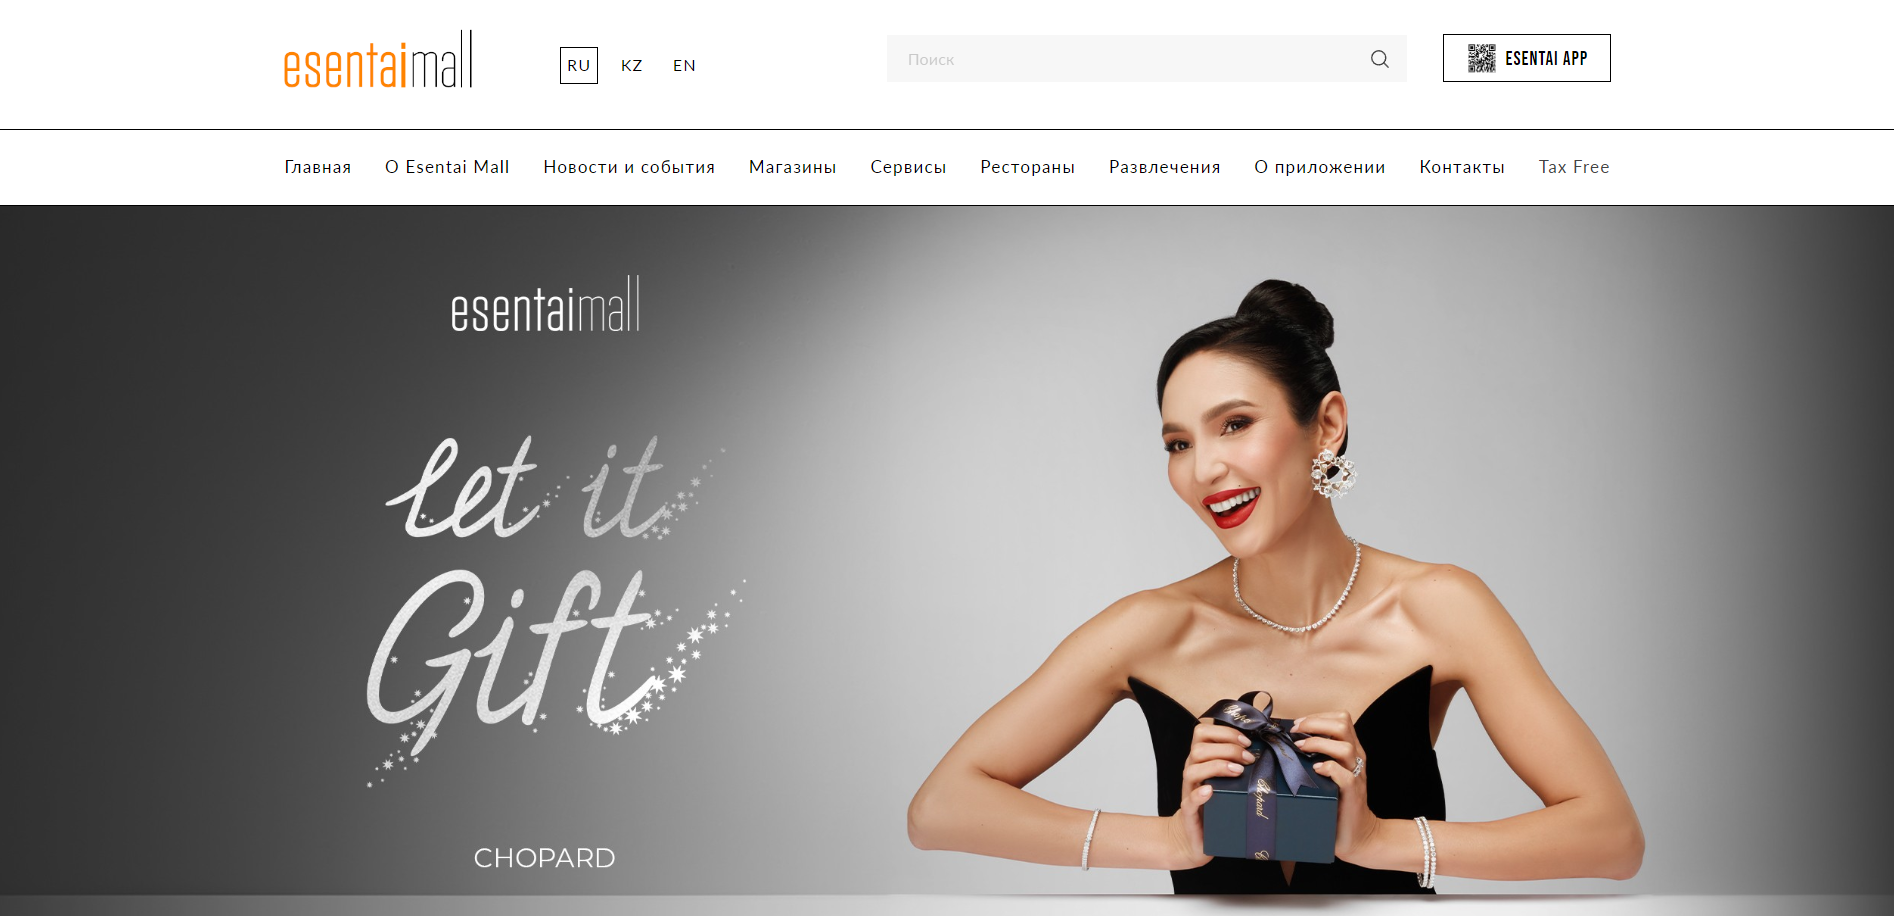 esentaimall
RU KZ EN
Поиск
ESENTAI APP
Главная О Esentai Mall Новости и события Магазины Сервисы Рестораны Развлечения О приложении Контакты Tax Free
esentaimall
let it
Gift
CHOPARD
Chopard